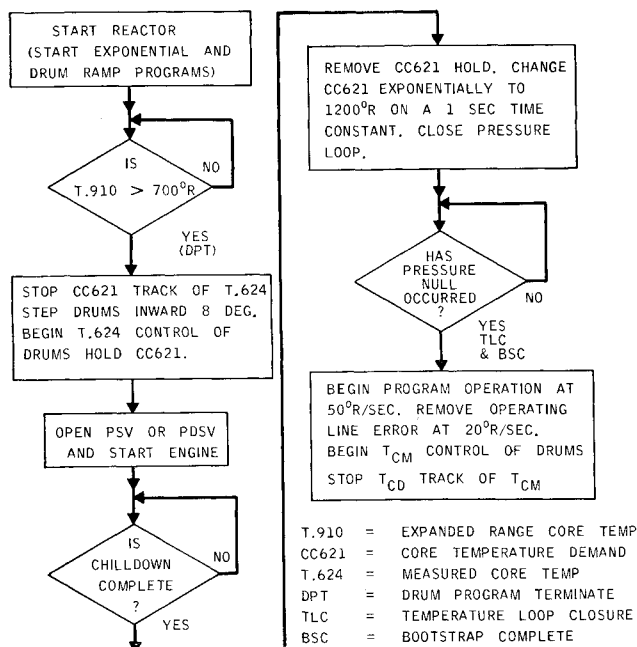 START REACTOR
(START EXPONENTIAL AND
DRUM RAMP PROGRAMS)
IS
T.910 > 700°R
NO
YES
(DPT)
STOP CC621 TRACK OF T.624
STEP DRUMS INWARD 8 DEG.
BEGIN T.624 CONTROL OF
DRUMS HOLD CC621.
OPEN PSV OR PDSV
AND START ENGINE
IS
CHILLDOWN
COMPLETE
?
NO
YES
REMOVE CC621 HOLD. CHANGE
CC621 EXPONENTIALLY TO
1200°R ON A 1 SEC TIME
CONSTANT. CLOSE PRESSURE
LOOP.
HAS
PRESSURE
NULL
OCCURRED
?
NO
YES
TLC
& BSC
BEGIN PROGRAM OPERATION AT
50°R/SEC. REMOVE OPERATING
LINE ERROR AT 20°R/SEC.
BEGIN TCM CONTROL OF DRUMS
STOP TCD TRACK OF TCM
T.910 = EXPANDED RANGE CORE TEMP
CC621 = CORE TEMPERATURE DEMAND
T.624 = MEASURED CORE TEMP
DPT = DRUM PROGRAM TERMINATE
TLC = TEMPERATURE LOOP CLOSURE
BSC = BOOTSTRAP COMPLETE